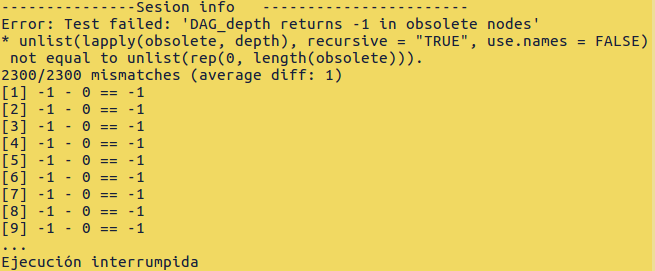 ---------------Sesion info   -----------------------
Error: Test failed: 'DAG_depth returns -1 in obsolete nodes'
* unlist(lapply(obsolete, depth), recursive = "TRUE", use.names = FALSE)
 not equal to unlist(rep(0, length(obsolete))).
2300/2300 mismatches (average diff: 1)
[1] -1 - 0 == -1
[2] -1 - 0 == -1
[3] -1 - 0 == -1
[4] -1 - 0 == -1
[5] -1 - 0 == -1
[6] -1 - 0 == -1
[7] -1 - 0 == -1
[8] -1 - 0 == -1
[9] -1 - 0 == -1
...
Ejecución interrumpida